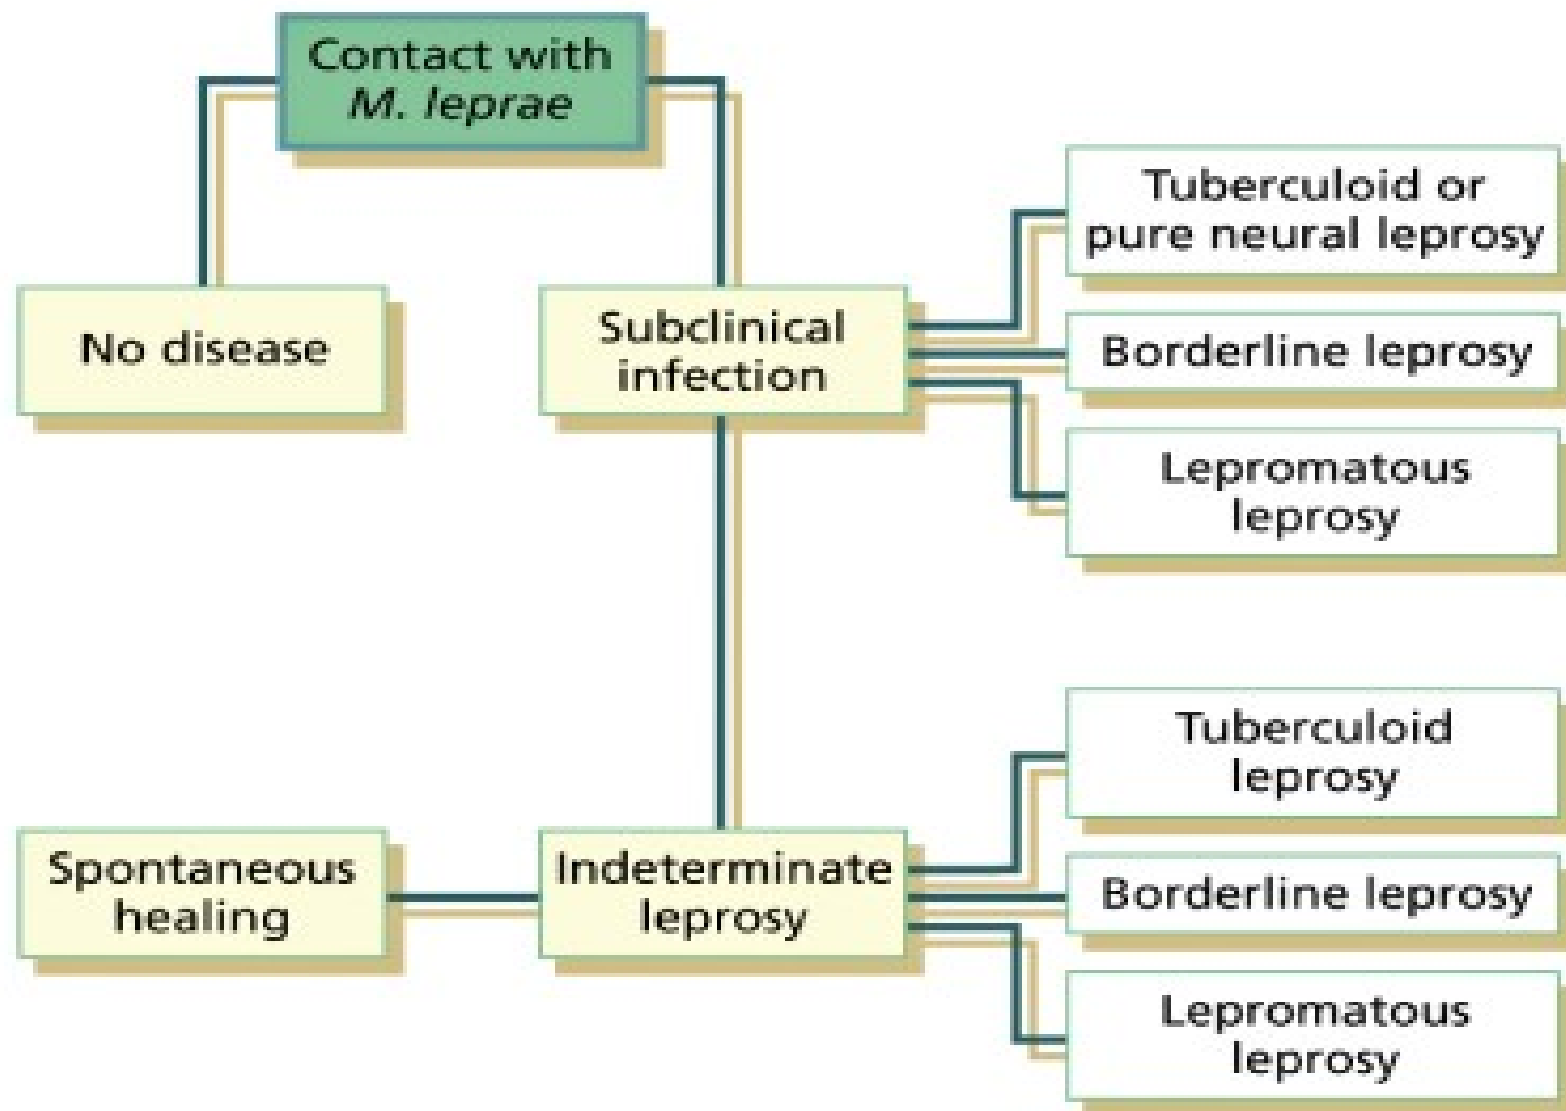 Contact with
M. leprae
No disease
Subclinical
infection
Tuberculoid or
pure neural leprosy
Borderline leprosy
Lepromatous
leprosy
Spontaneous
healing
Indeterminate
leprosy
Tuberculoid
leprosy
Borderline leprosy
Lepromatous
leprosy